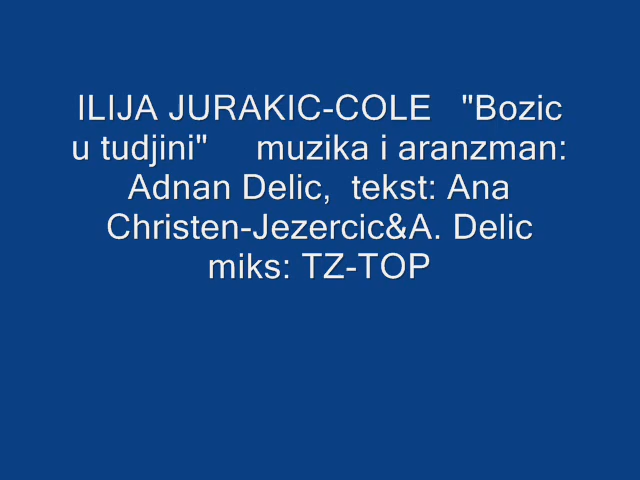 ILIJA JURAKIC-COLE   "Bozic
u tudjini"     muzika i aranzman:
Adnan Delic,  tekst: Ana
Christen-Jezercic&A. Delic
miks: TZ-TOP